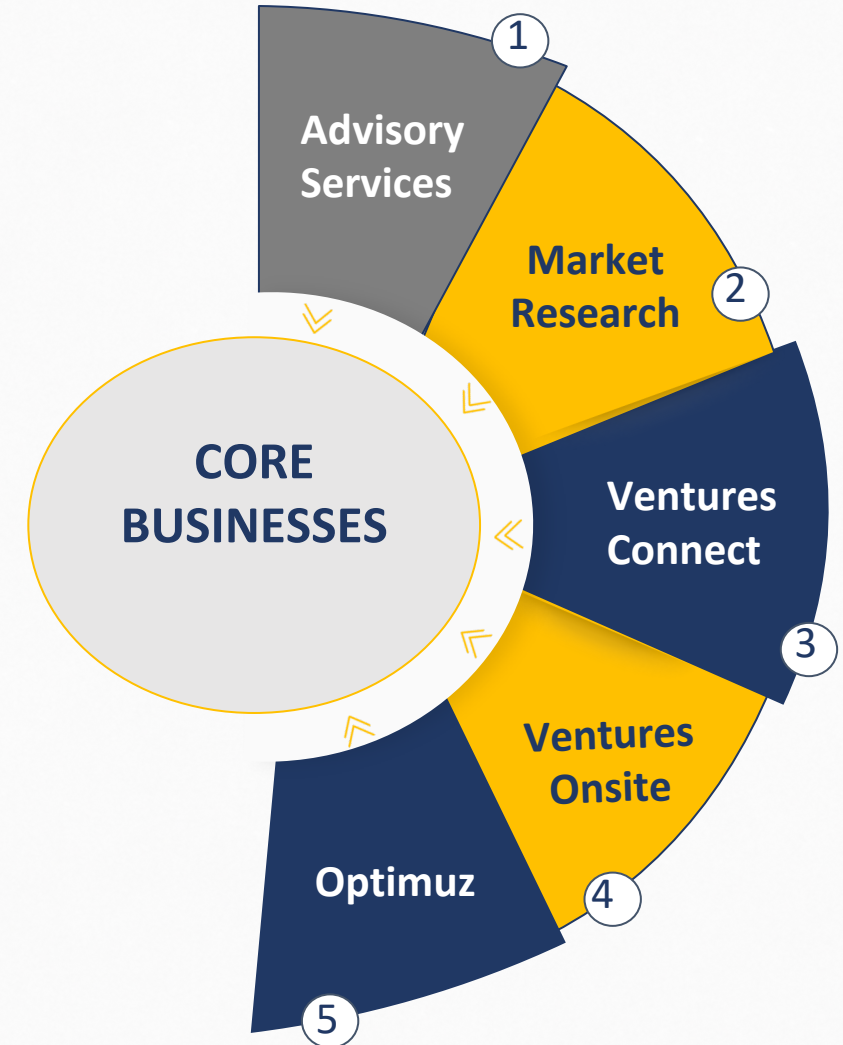 1
Advisory
Services
Market
Research
2
CORE
BUSINESSES
Ventures
Connect
3
Ventures
Onsite
4
Optimuz
5